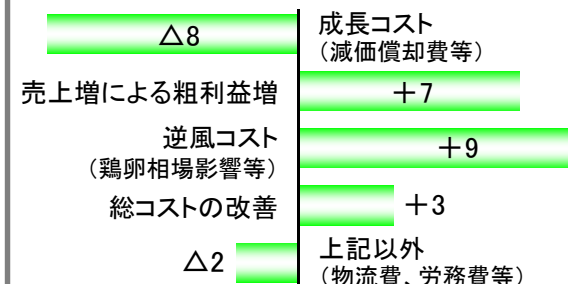 △8
成長コスト
（減価償却費等）
売上増による粗利益増
＋7
逆風コスト
（鶏卵相場影響等）
＋9
総コストの改善
＋3
△2
上記以外
（物流費、労務費等）